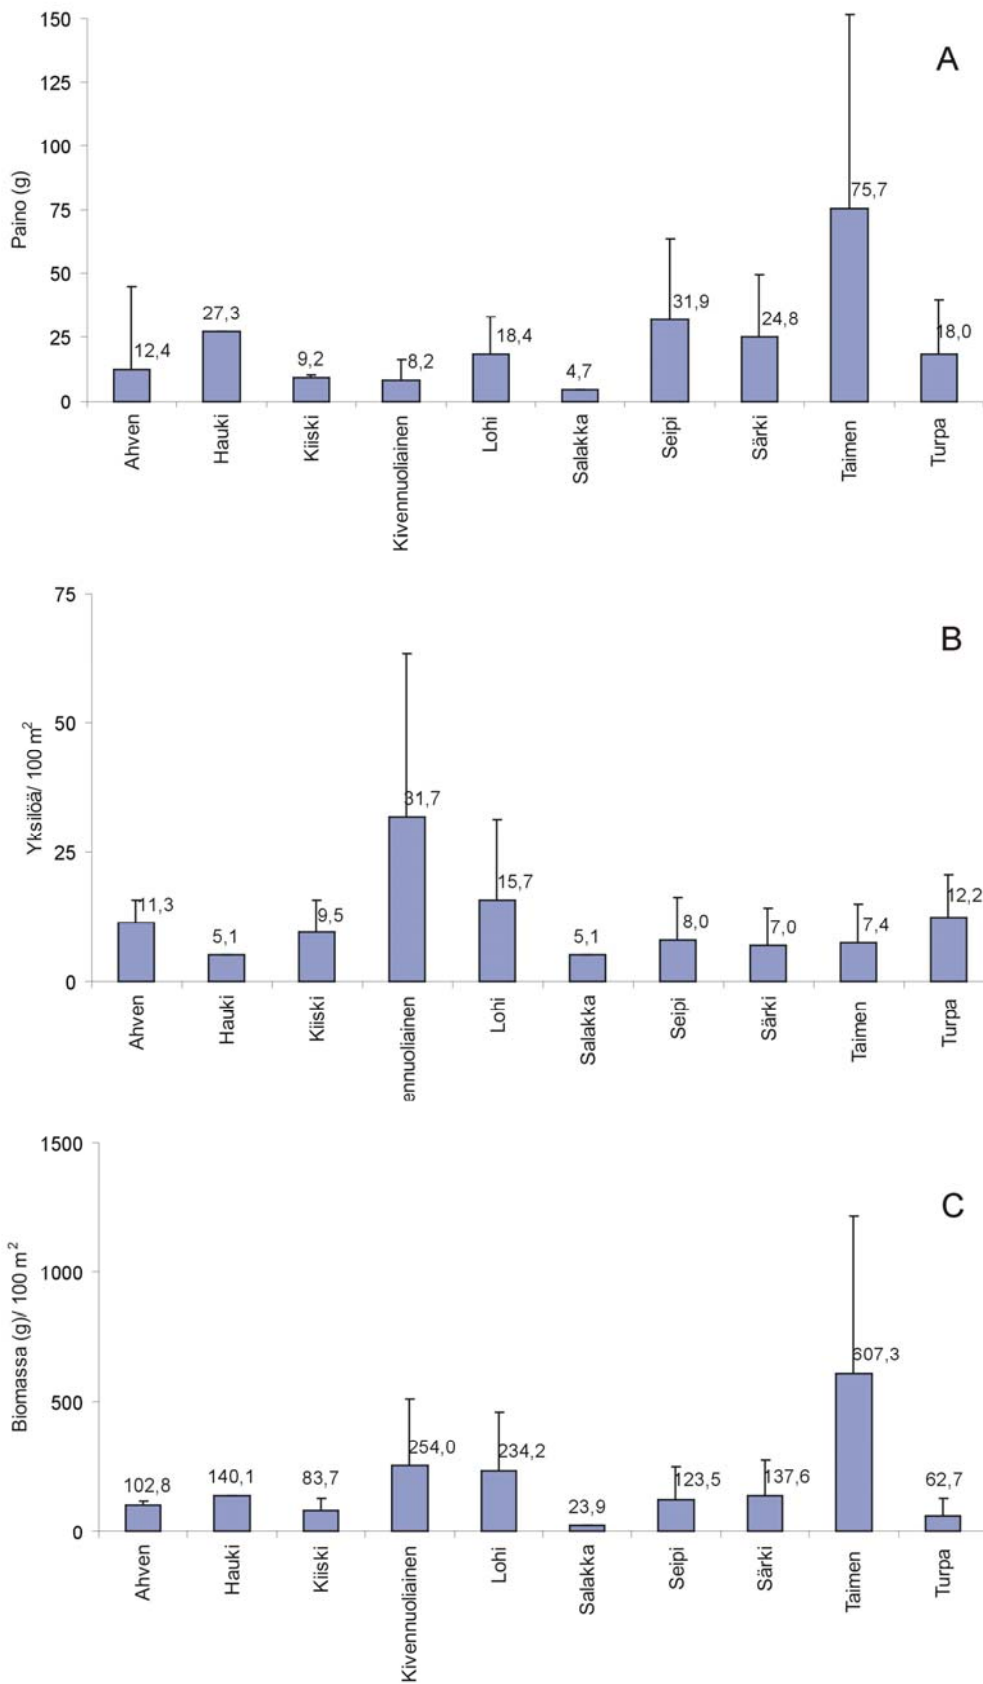 A
Paino (g)
150
125
100
75
50
25
0
12,4
27,3
9,2
8,2
18,4
4,7
31,9
24,8
75,7
18,0
Ahven
Hauki
Kiiski
Kivennuoliainen
Lohi
Salakka
Seipi
Särki
Taimen
Turpa
B
Yksilöä/ 100 m²
75
50
25
0
11,3
5,1
9,5
31,7
15,7
5,1
8,0
7,0
7,4
12,2
Ahven
Hauki
Kiiski
ennuoliainen
Lohi
Salakka
Seipi
Särki
Taimen
Turpa
C
Biomassa (g)/ 100 m²
1500
1000
500
0
102,8
140,1
83,7
254,0
234,2
23,9
123,5
137,6
607,3
62,7
Ahven
Hauki
Kiiski
Kivennuoliainen
Lohi
Salakka
Seipi
Särki
Taimen
Turpa